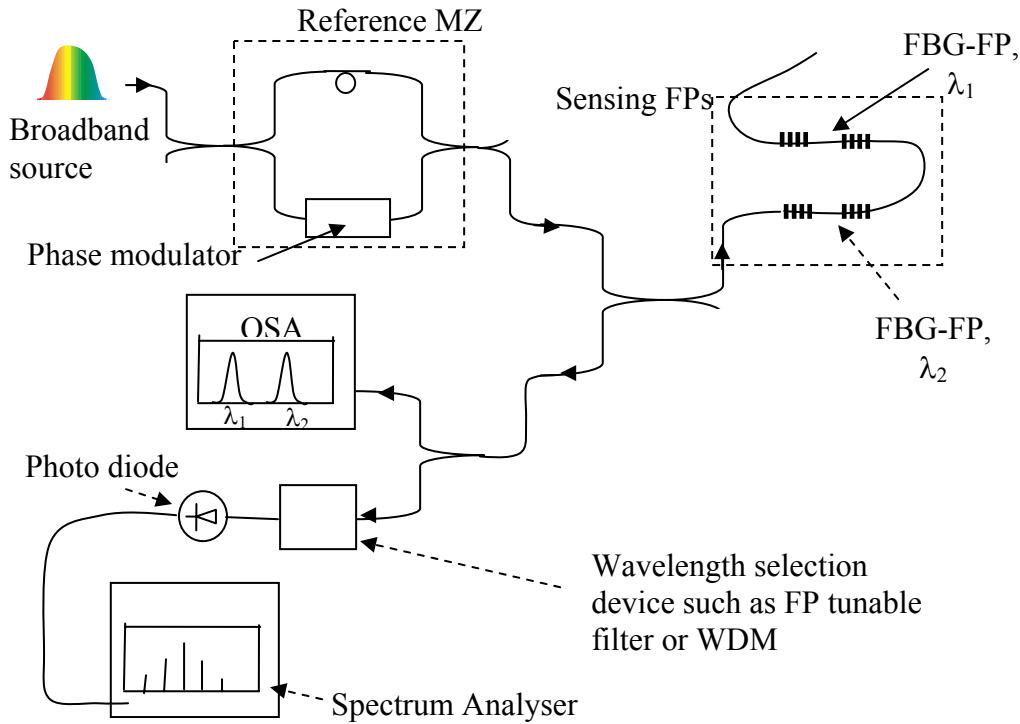 Reference MZ
FBG-FP,
λ1
Sensing FPs
Broadband
source
Phase modulator
OSA
λ1
λ2
FBG-FP,
λ2
Photo diode
Wavelength selection
device such as FP tunable
filter or WDM
Spectrum Analyser